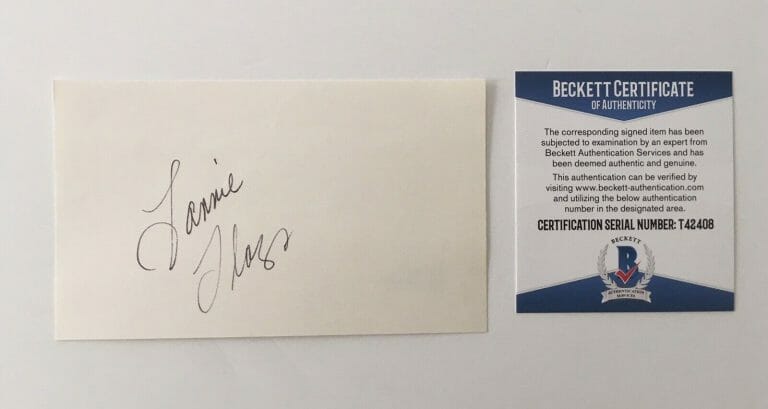 Fannie
Flagg
BECKETT CERTIFICATE
OF AUTHENTICITY
The corresponding signed item has been
subjected to examination by an expert from
Beckett Authentication Services and has
been deemed authentic and genuine.
This authentication can be verified by
visiting www.beckett-authentication.com
and utilizing the below authentication
number in the designated area.
CERTIFICATION SERIAL NUMBER: T42408
BECKETT
B
AUTHENTICATION
SERVICES